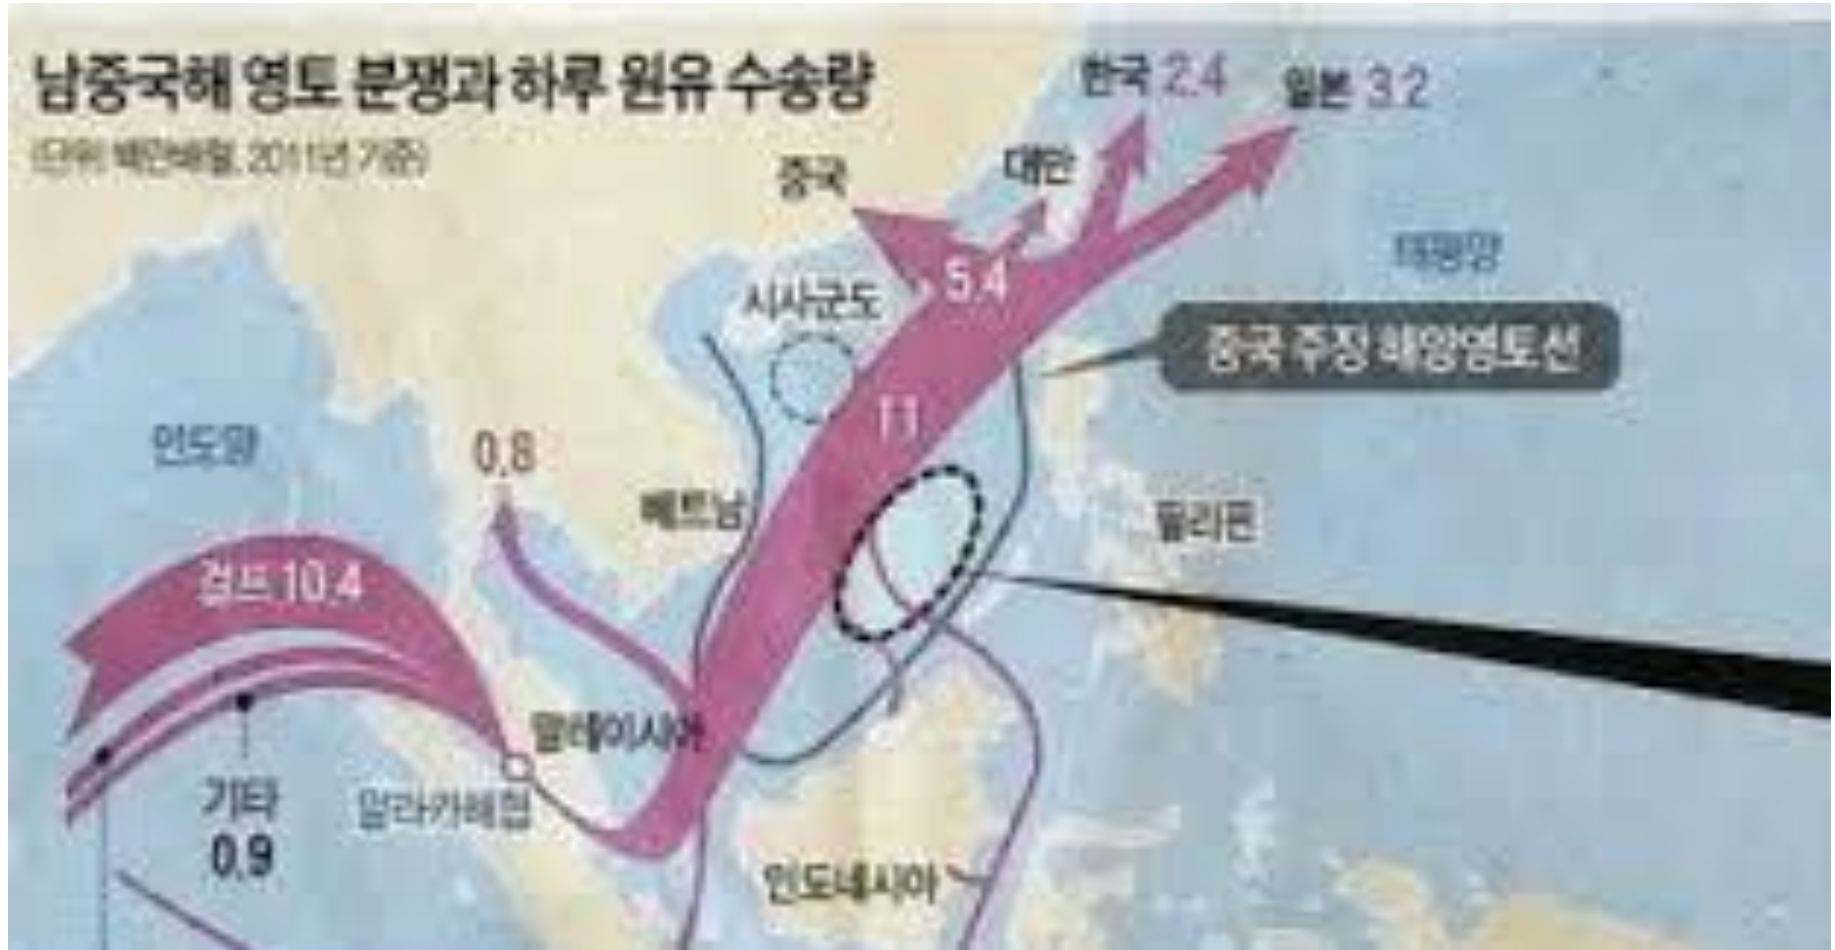 남중국해 영토 분쟁과 하루 원유 수송량
(단위 백만배럴, 2011년 기준)
한국 2.4
일본 3.2
대만
중국
태평양
5.4
시사군도
중국 주장 해양영토선
11
인도양
0.8
베트남
필리핀
걸프 10.4
말레이시아
기타
0.9
말라카해협
인도네시아